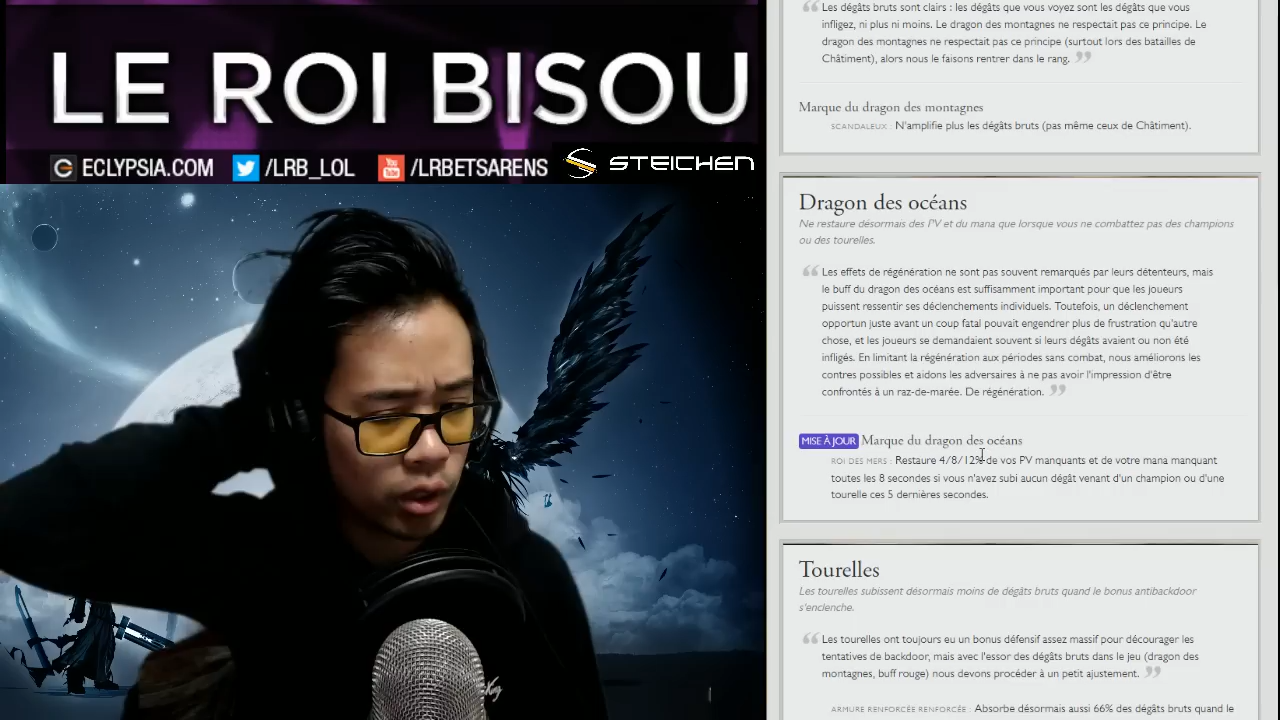 LE ROI BISOU
ECLYPSIA.COM /LRB_LOL You Tube /LRBETSARENS STEICHEN
Les dégâts bruts sont clairs : les dégâts que vous voyez sont les dégâts que vous
infligez, ni plus ni moins. Le dragon des montagnes ne respectait pas ce principe. Le
dragon des montagnes ne respectait pas ce principe (surtout lors des batailles de
Châtiment), alors nous le faisons rentrer dans le rang.
Marque du dragon des montagnes
SCANDALEUX : N'amplifie plus les dégâts bruts (pas même ceux de Châtiment).
Dragon des océans
Ne restaure désormais des PV et du mana que lorsque vous ne combattez pas des champions
ou des tourelles.
Les effets de régénération ne sont pas souvent remarqués par leurs détenteurs, mais
le buff du dragon des océans est suffisamment important pour que les joueurs
puissent ressentir ses déclenchements individuels. Toutefois, un déclenchement
opportun juste avant un coup fatal pouvait engendrer plus de frustration qu'autre
chose, et les joueurs se demandaient souvent si leurs dégâts avaient ou non été
infligés. En limitant la régénération aux périodes sans combat, nous améliorons les
contres possibles et aidons les adversaires à ne pas avoir l'impression d'être
confrontés à un raz-de-marée. De régénération.
MISE À JOUR Marque du dragon des océans
ROI DES MERS : Restaure 4/8/12% de vos PV manquants et de votre mana manquant
toutes les 8 secondes si vous n'avez subi aucun dégât venant d'un champion ou d'une
tourelle ces 5 dernières secondes.
Tourelles
Les tourelles subissent désormais moins de dégâts bruts quand le bonus antibackdoor
s'enclenche.
Les tourelles ont toujours eu un bonus défensif assez massif pour décourager les
tentatives de backdoor, mais avec l'essor des dégâts bruts dans le jeu (dragon des
montagnes, buff rouge) nous devons procéder à un petit ajustement.
ARMURE RENFORCÉE RENFORCÉE : Absorbe désormais aussi 66% des dégâts bruts quand le